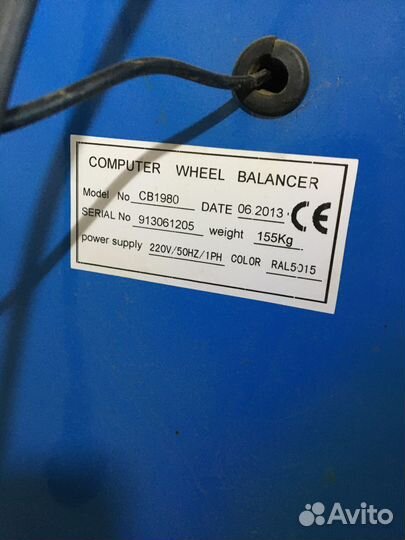 COMPUTER WHEEL BALANCER
Model No CB1980 DATE 06.2013 CE
SERIAL No 913061205 weight 155Kg
power supply 220V/50HZ/1PH COLOR RAL5015
Avito